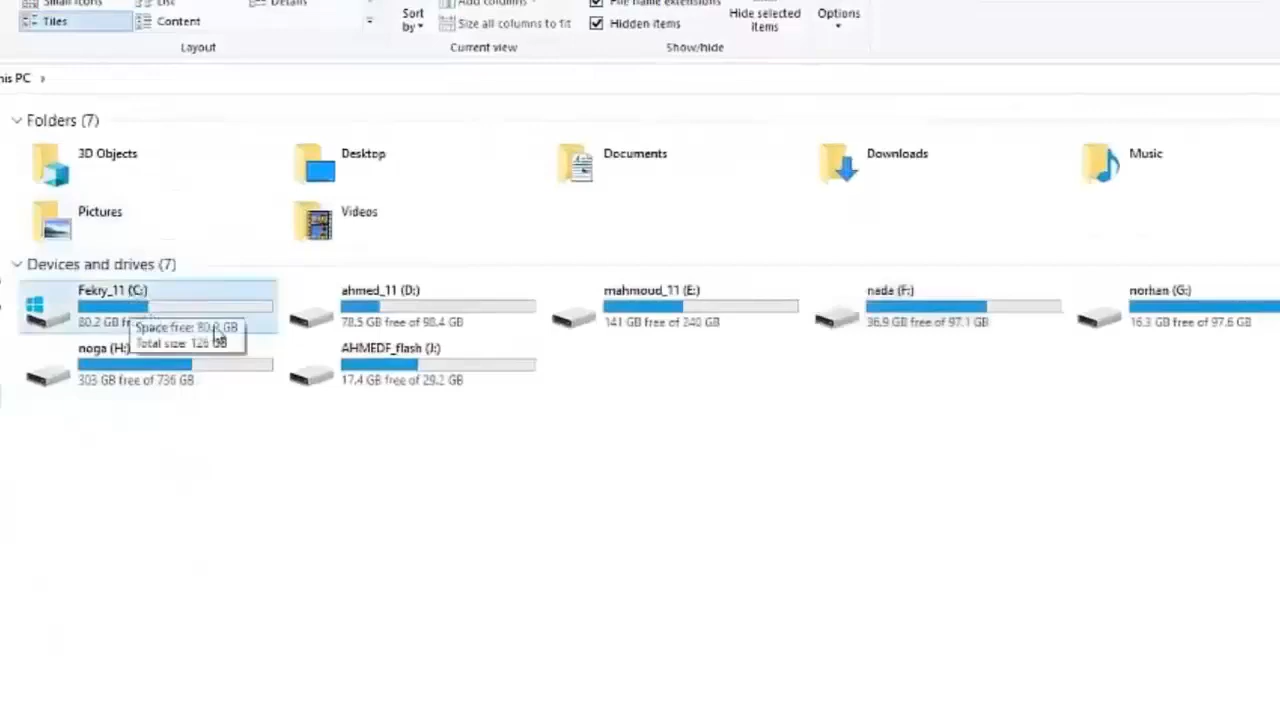 Small icons List Details
Tiles Content
Sort by
Add columns
Size all columns to fit
File name extensions
Hidden items
Hide selected items
Options
Layout Current view Show/hide
his PC
Folders (7)
3D Objects Desktop Documents Downloads Music
Pictures Videos
Devices and drives (7)
Fekry_11 (C:) ahmed_11 (D:) mahmoud_11 (E:) nada (F:) norhan (G:)
80.2 GB 78.5 GB free of 98.4 GB 141 GB free of 240 GB 36.9 GB free of 97.1 GB 16.3 GB free of 97.6 GB
Space free: 80.2 GB
Total size: 126 GB
noga (H:) AHMEDF_flash (J:)
303 GB free of 736 GB 17.4 GB free of 29.2 GB